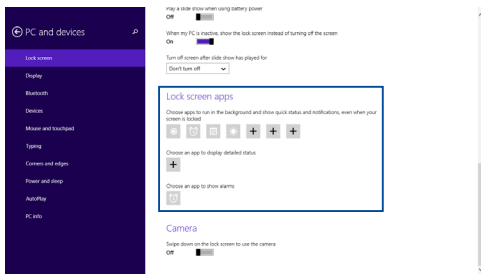 Play a slide show when using battery power
Off
When my PC is inactive, show the lock screen instead of turning off the screen
On
Turn off screen after slide show has played for
Don't turn off
PC and devices
Lock screen
Display
Bluetooth
Devices
Mouse and touchpad
Typing
Corners and edges
Power and sleep
AutoPlay
PC info
Lock screen apps
Choose apps to run in the background and show quick status and notifications, even when your
screen is locked
Choose an app to display detailed status
Choose an app to show alarms
Camera
Swipe down on the lock screen to use the camera
Off